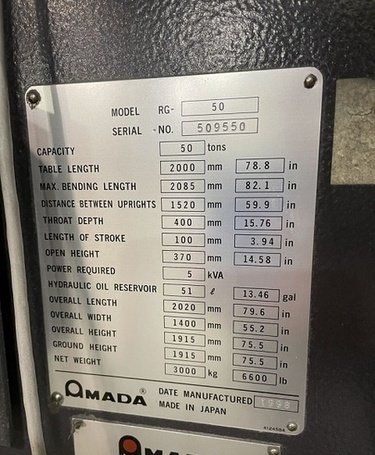 MODEL RG- 50
SERIAL -NO. 509550
CAPACITY 50 tons
TABLE LENGTH 2000 mm 78.8 in
MAX. BENDING LENGTH 2085 mm 82.1 in
DISTANCE BETWEEN UPRIGHTS 1520 mm 59.9 in
THROAT DEPTH 400 mm 15.76 in
LENGTH OF STROKE 100 mm 3.94 in
OPEN HEIGHT 370 mm 14.58 in
POWER REQUIRED 5 kVA
HYDRAULIC OIL RESERVOIR 51 ℓ 13.46 gal
OVERALL LENGTH 2020 mm 79.6 in
OVERALL WIDTH 1400 mm 55.2 in
OVERALL HEIGHT 1915 mm 75.5 in
GROUND HEIGHT 1915 mm 75.5 in
NET WEIGHT 3000 kg 6600 lb
AMADA ® DATE MANUFACTURED 1998
MADE IN JAPAN
4124584